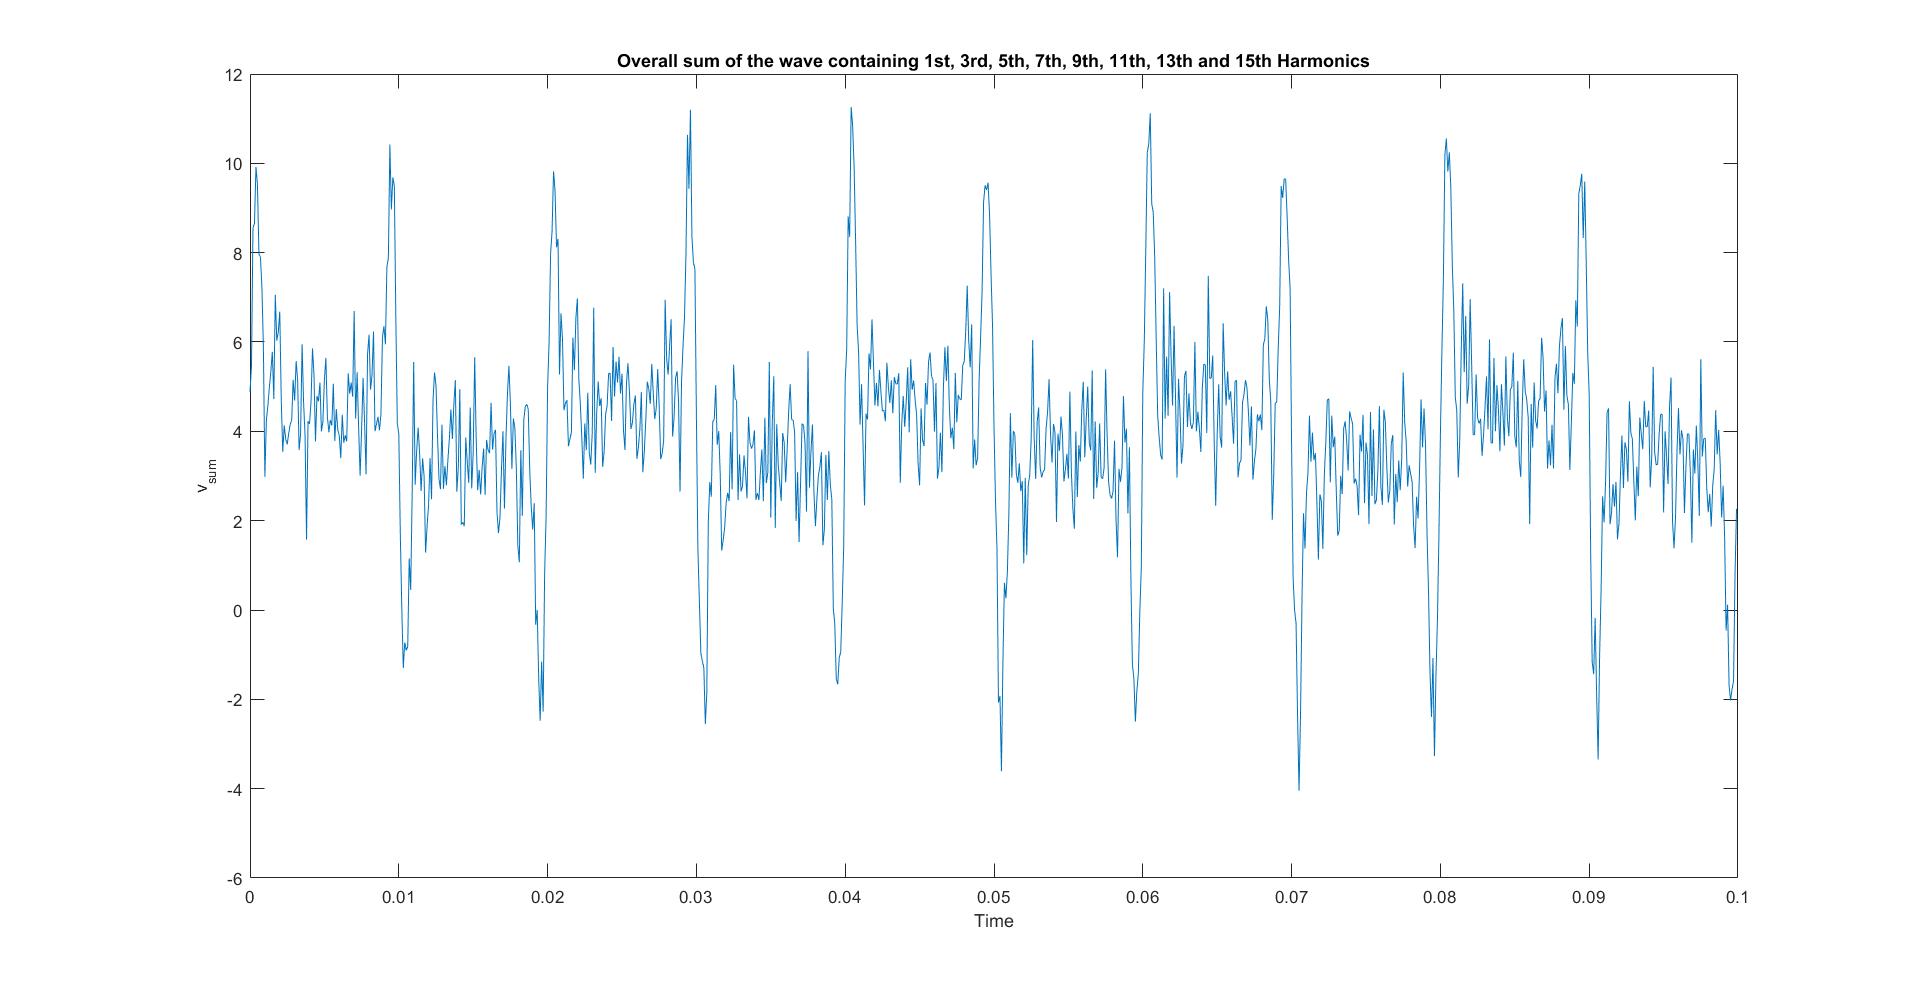 Overall sum of the wave containing 1st, 3rd, 5th, 7th, 9th, 11th, 13th and 15th Harmonics
12
10
8
6
4
2
0
-2
-4
-6
v_sum
0 0.01 0.02 0.03 0.04 0.05 0.06 0.07 0.08 0.09 0.1
Time